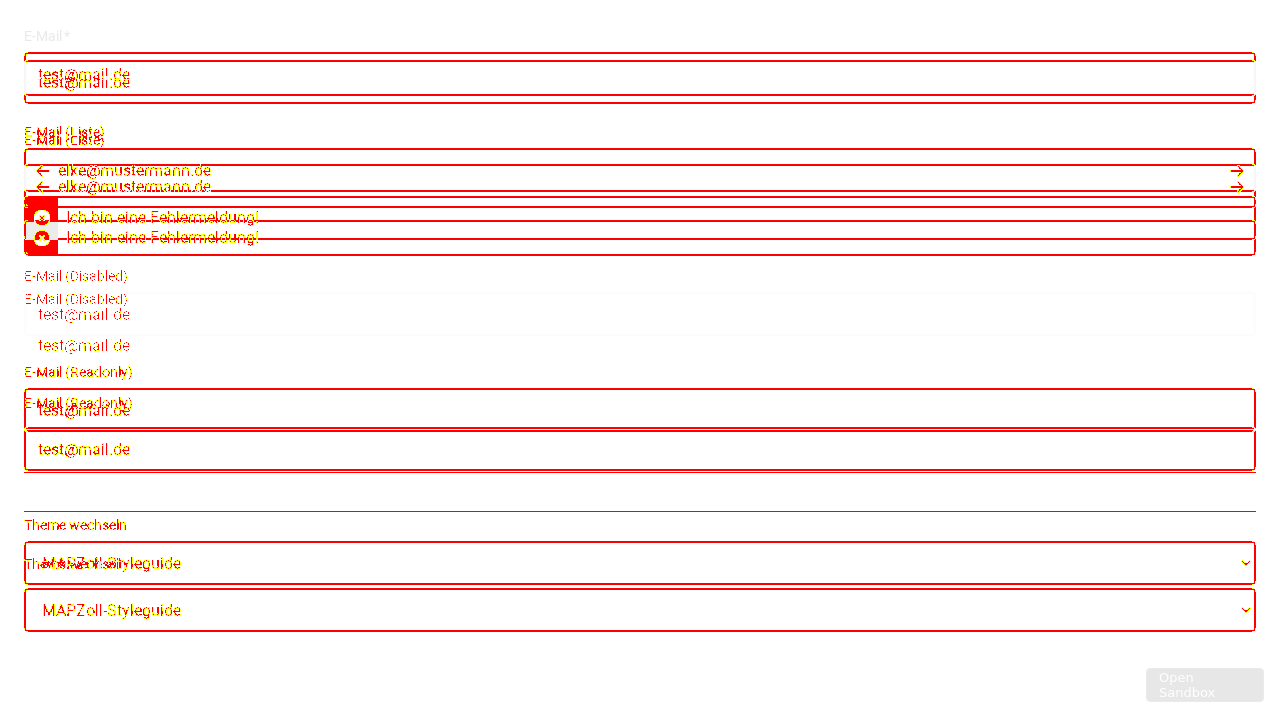 E-Mail *
test@mail.de
test@mail.de
E-Mail (Liste)
E-Mail (Liste)
elke@mustermann.de
elke@mustermann.de
Ich bin eine Fehlermeldung!
Ich bin eine Fehlermeldung!
E-Mail (Disabled)
E-Mail (Disabled)
test@mail.de
test@mail.de
E-Mail (Readonly)
E-Mail (Readonly)
test@mail.de
test@mail.de
Theme wechseln
MAPZoll-Styleguide
Theme wechseln
MAPZoll-Styleguide
Open
Sandbox